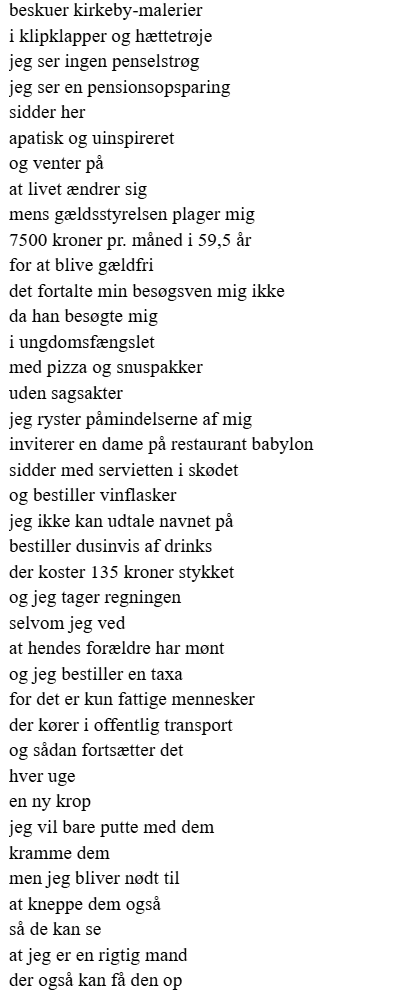 beskuer kirkeby-malerier
i klipklapper og hættetrøje
jeg ser ingen penselstrøg
jeg ser en pensionsopsparing
sidder her
apatisk og uinspireret
og venter på
at livet ændrer sig
mens gældsstyrelsen plager mig
7500 kroner pr. måned i 59,5 år
for at blive gældfri
det fortalte min besøgsven mig ikke
da han besøgte mig
i ungdomsfængslet
med pizza og snuspakker
uden sagsakter
jeg ryster påmindelserne af mig
inviterer en dame på restaurant babylon
sidder med servietten i skødet
og bestiller vinflasker
jeg ikke kan udtale navnet på
bestiller dusinvis af drinks
der koster 135 kroner stykket
og jeg tager regningen
selvom jeg ved
at hendes forældre har mønt
og jeg bestiller en taxa
for det er kun fattige mennesker
der kører i offentlig transport
og sådan fortsætter det
hver uge
en ny krop
jeg vil bare putte med dem
kramme dem
men jeg bliver nødt til
at kneppe dem også
så de kan se
at jeg er en rigtig mand
der også kan få den op